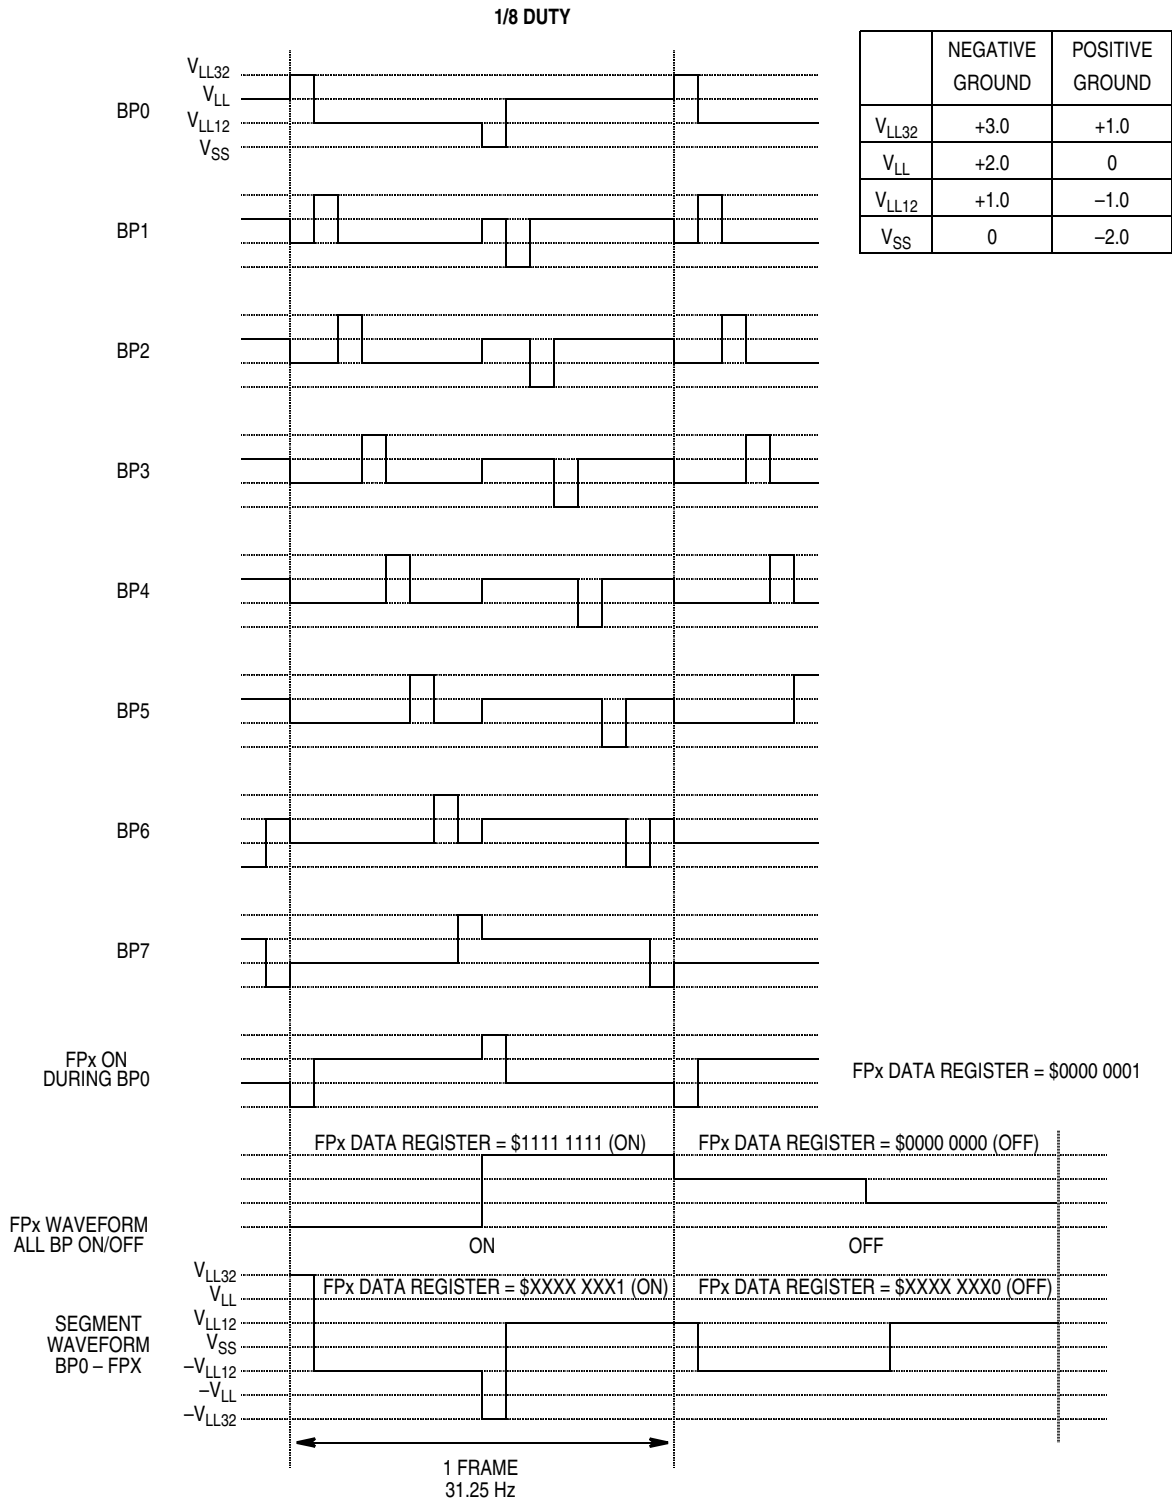 1/8 DUTY
NEGATIVE GROUND
POSITIVE GROUND
VLL32 +3.0 +1.0
VLL +2.0 0
VLL12 +1.0 –1.0
VSS 0 –2.0
VLL32
VLL
VLL12
VSS
BP0
BP1
BP2
BP3
BP4
BP5
BP6
BP7
FPx ON
DURING BP0
FPx DATA REGISTER = $0000 0001
FPx DATA REGISTER = $1111 1111 (ON)
FPx DATA REGISTER = $0000 0000 (OFF)
FPx WAVEFORM
ALL BP ON/OFF
ON
OFF
VLL32
VLL
VLL12
VSS
–VLL12
–VLL
–VLL32
FPx DATA REGISTER = $XXXX XXX1 (ON)
FPx DATA REGISTER = $XXXX XXX0 (OFF)
SEGMENT
WAVEFORM
BP0 – FPX
1 FRAME
31.25 Hz